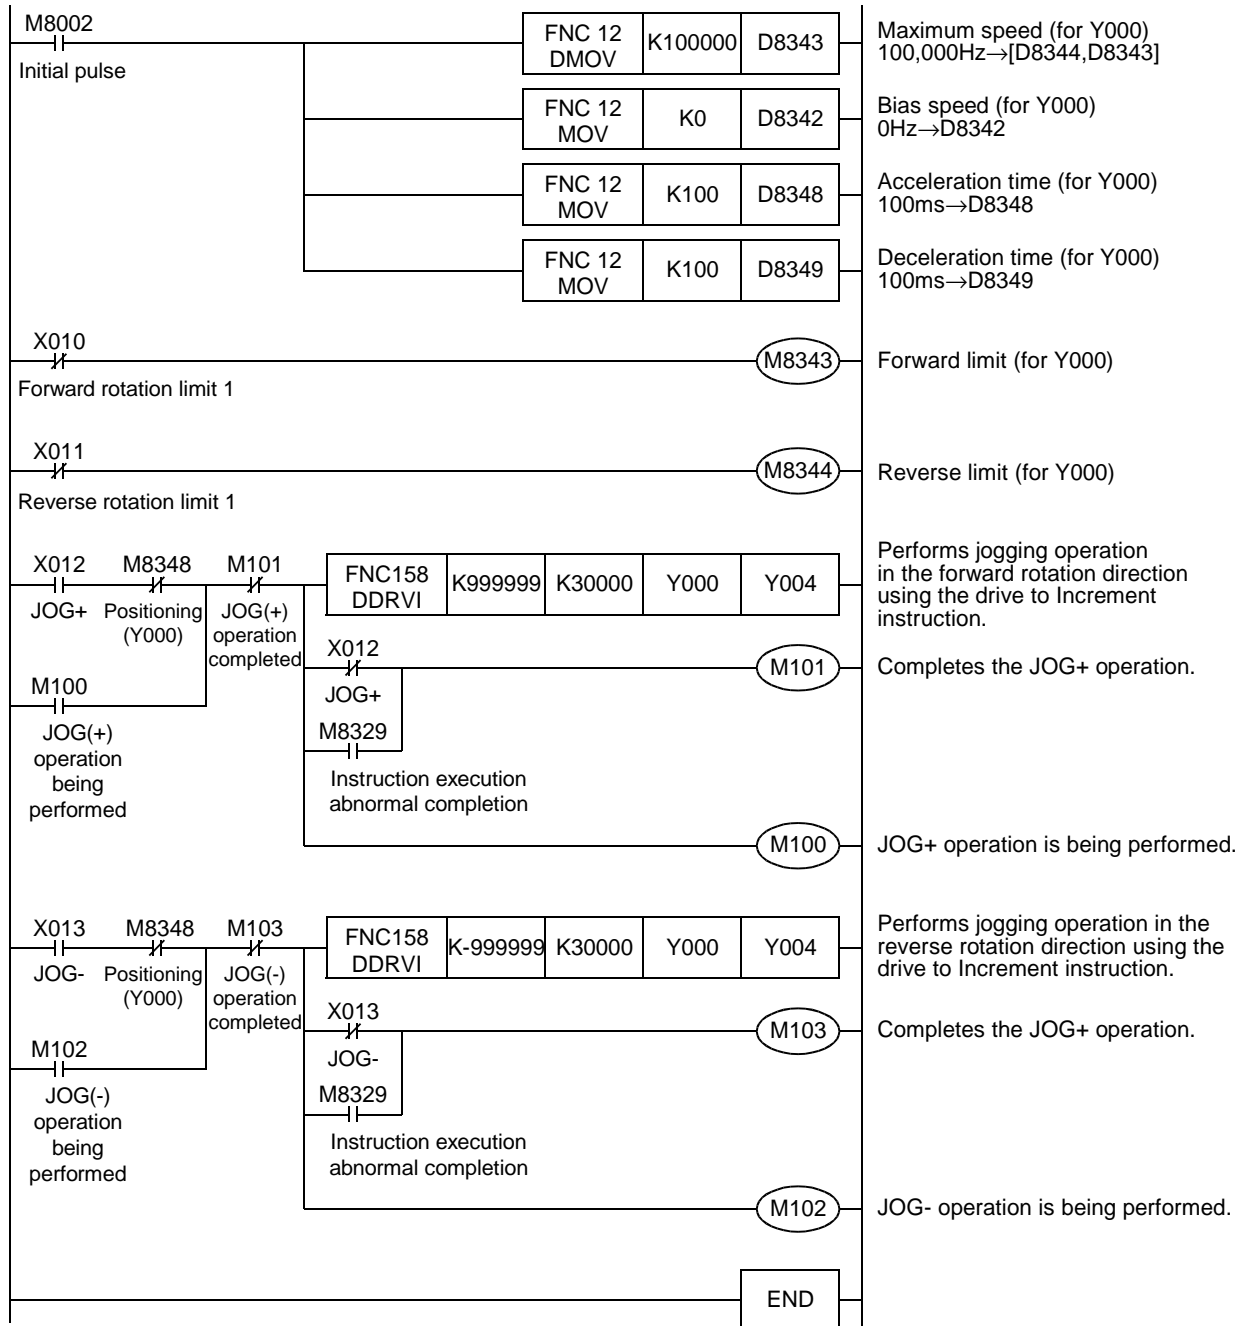 M8002
Initial pulse
FNC 12
DMOV
K100000
D8343
Maximum speed (for Y000)
100,000Hz→[D8344,D8343]
FNC 12
MOV
K0
D8342
Bias speed (for Y000)
0Hz→D8342
FNC 12
MOV
K100
D8348
Acceleration time (for Y000)
100ms→D8348
FNC 12
MOV
K100
D8349
Deceleration time (for Y000)
100ms→D8349
X010
Forward rotation limit 1
M8343
Forward limit (for Y000)
X011
Reverse rotation limit 1
M8344
Reverse limit (for Y000)
X012
JOG+
M8348
Positioning
(Y000)
M101
JOG(+)
operation
completed
FNC158
DDRVI
K999999
K30000
Y000
Y004
Performs jogging operation
in the forward rotation direction
using the drive to Increment
instruction.
M100
JOG(+)
operation
being
performed
X012
JOG+
M8329
Instruction execution
abnormal completion
M101
Completes the JOG+ operation.
M100
JOG+ operation is being performed.
X013
JOG-
M8348
Positioning
(Y000)
M103
JOG(-)
operation
completed
FNC158
DDRVI
K-999999
K30000
Y000
Y004
Performs jogging operation in the
reverse rotation direction using the
drive to Increment instruction.
M102
JOG(-)
operation
being
performed
X013
JOG-
M8329
Instruction execution
abnormal completion
M103
Completes the JOG+ operation.
M102
JOG- operation is being performed.
END